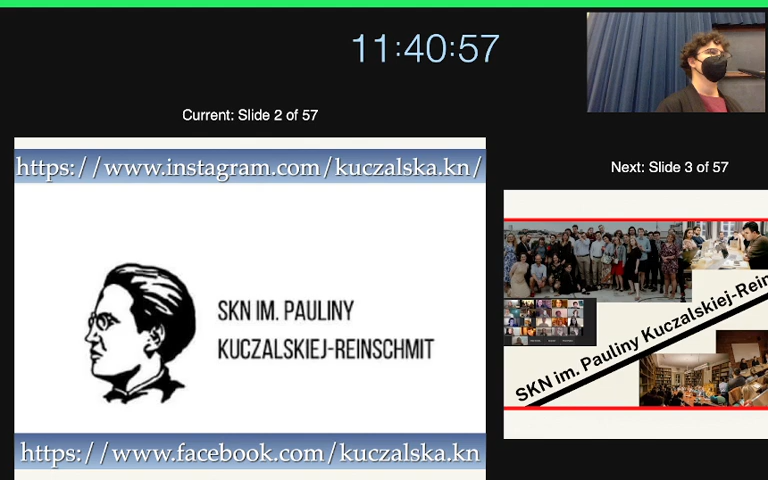 11:40:57
Current: Slide 2 of 57
https://www.instagram.com/kuczalska.kn/
SKN IM. PAULINY
KUCZALSKIEJ-REINSCHMIT
https://www.facebook.com/kuczalska.kn
Next: Slide 3 of 57
SKN im. Pauliny Kuczalskiej-Rein